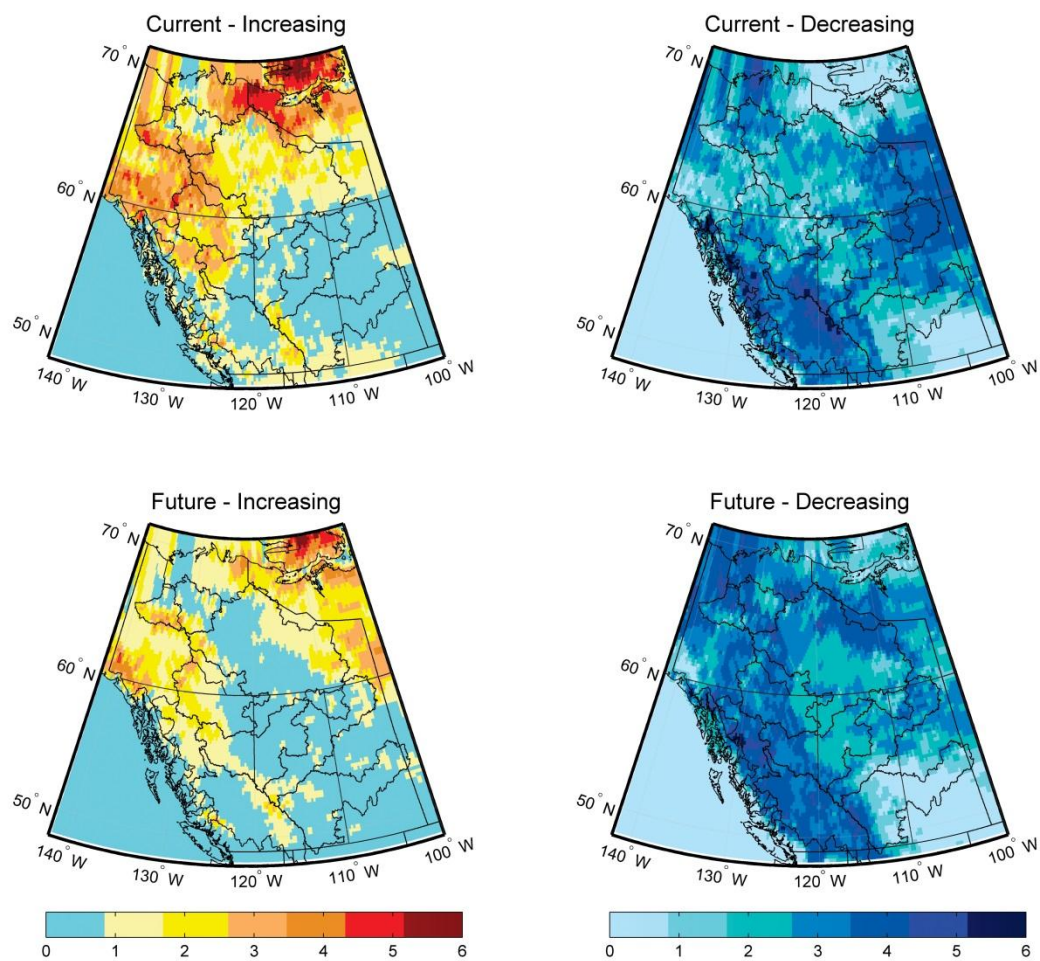 Current - Increasing
Current - Decreasing
70° N
60° N
50° N
140° W
130° W
120° W
110° W
100° W
70° N
60° N
50° N
140° W
130° W
120° W
110° W
100° W
Future - Increasing
Future - Decreasing
70° N
60° N
50° N
140° W
130° W
120° W
110° W
100° W
70° N
60° N
50° N
140° W
130° W
120° W
110° W
100° W
0 1 2 3 4 5 6
0 1 2 3 4 5 6